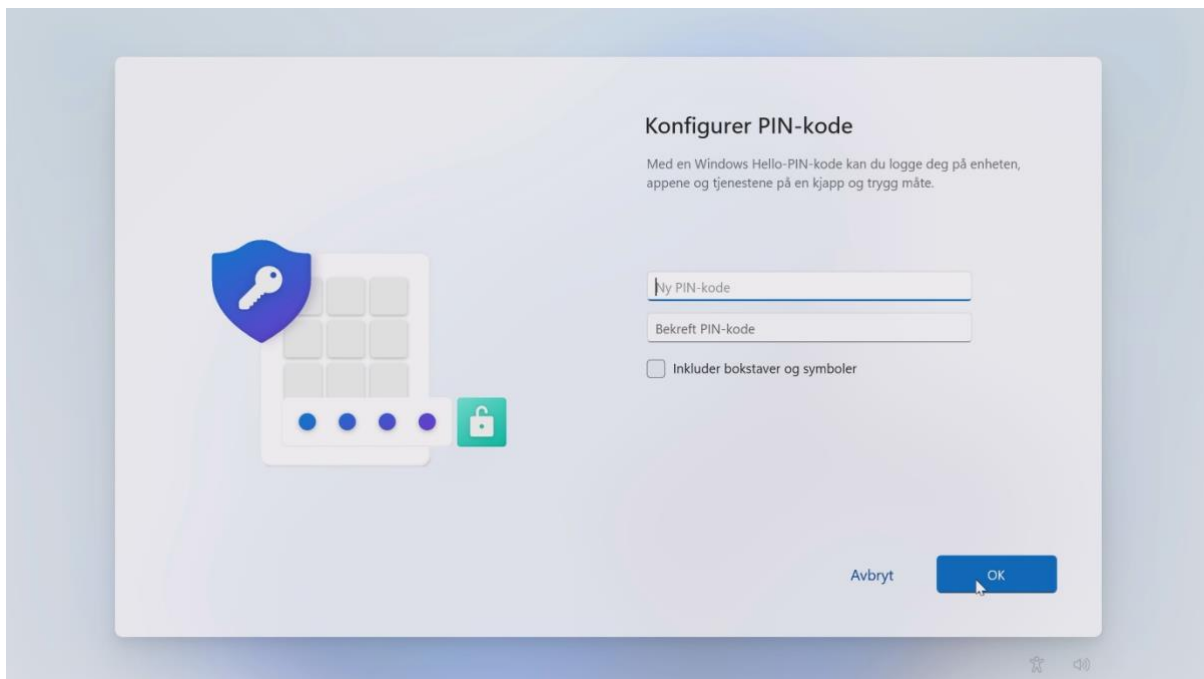 Konfigurer PIN-kode
Med en Windows Hello-PIN-kode kan du logge deg på enheten,
appene og tjenestene på en kjapp og trygg måte.
Ny PIN-kode
Bekreft PIN-kode
Inkluder bokstaver og symboler
Avbryt
OK